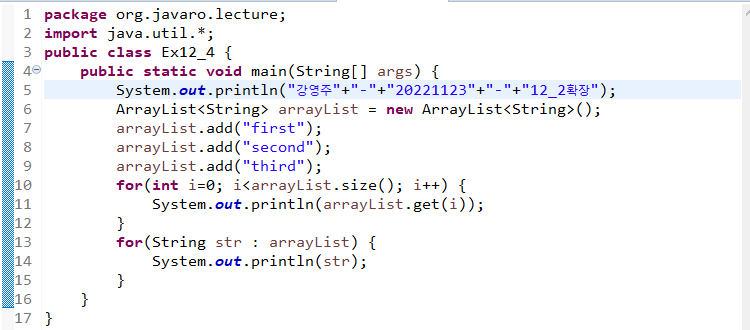 1 package org.javaro.lecture;
2 import java.util.*;
3 public class Ex12_4 {
4 public static void main(String[] args) {
5 System.out.println("강영주"+"-"+"20221123"+"-"+"12_2확장");
6 ArrayList<String> arrayList = new ArrayList<String>();
7 arrayList.add("first");
8 arrayList.add("second");
9 arrayList.add("third");
10 for(int i=0; i<arrayList.size(); i++) {
11 System.out.println(arrayList.get(i));
12 }
13 for(String str : arrayList) {
14 System.out.println(str);
15 }
16 }
17 }